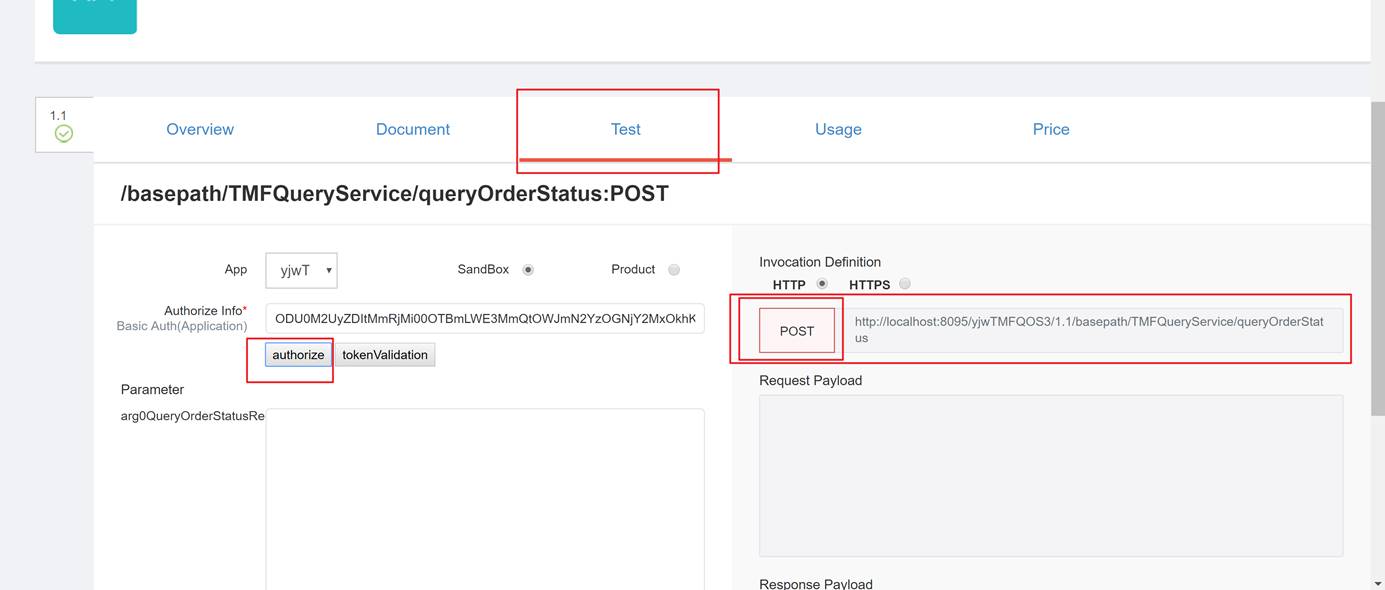 1.1
Overview Document Test Usage Price
/basepath/TMFQueryService/queryOrderStatus:POST
App yjwT SandBox Product
Authorize Info*
Basic Auth(Application)
authorize tokenValidation
Parameter
arg0QueryOrderStatusRe
Invocation Definition
HTTP HTTPS
POST
http://localhost:8095/yjwTMFQOS3/1.1/basepath/TMFQueryService/queryOrderStat
us
Request Payload
Response Payload